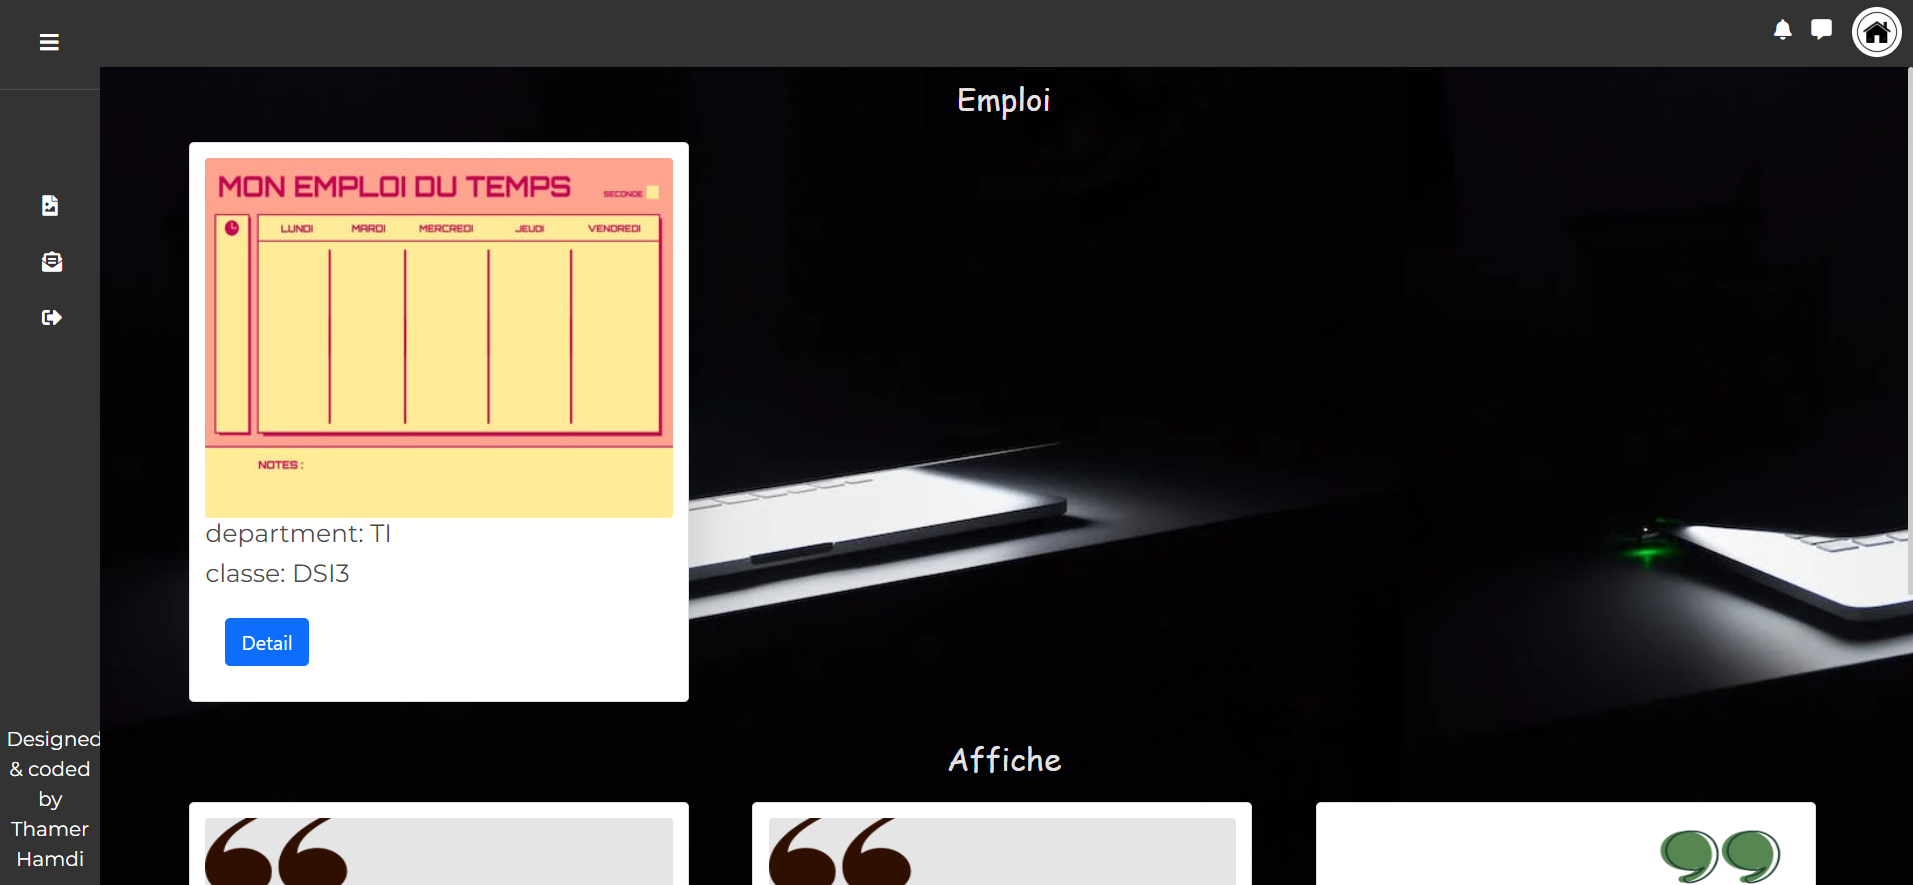 Emploi
MON EMPLOI DU TEMPS
SECONDE
LUNDI MARDI MERCREDI JEUDI VENDREDI
NOTES :
department: TI
classe: DSI3
Detail
Affiche
Designed
& coded
by
Thamer
Hamdi